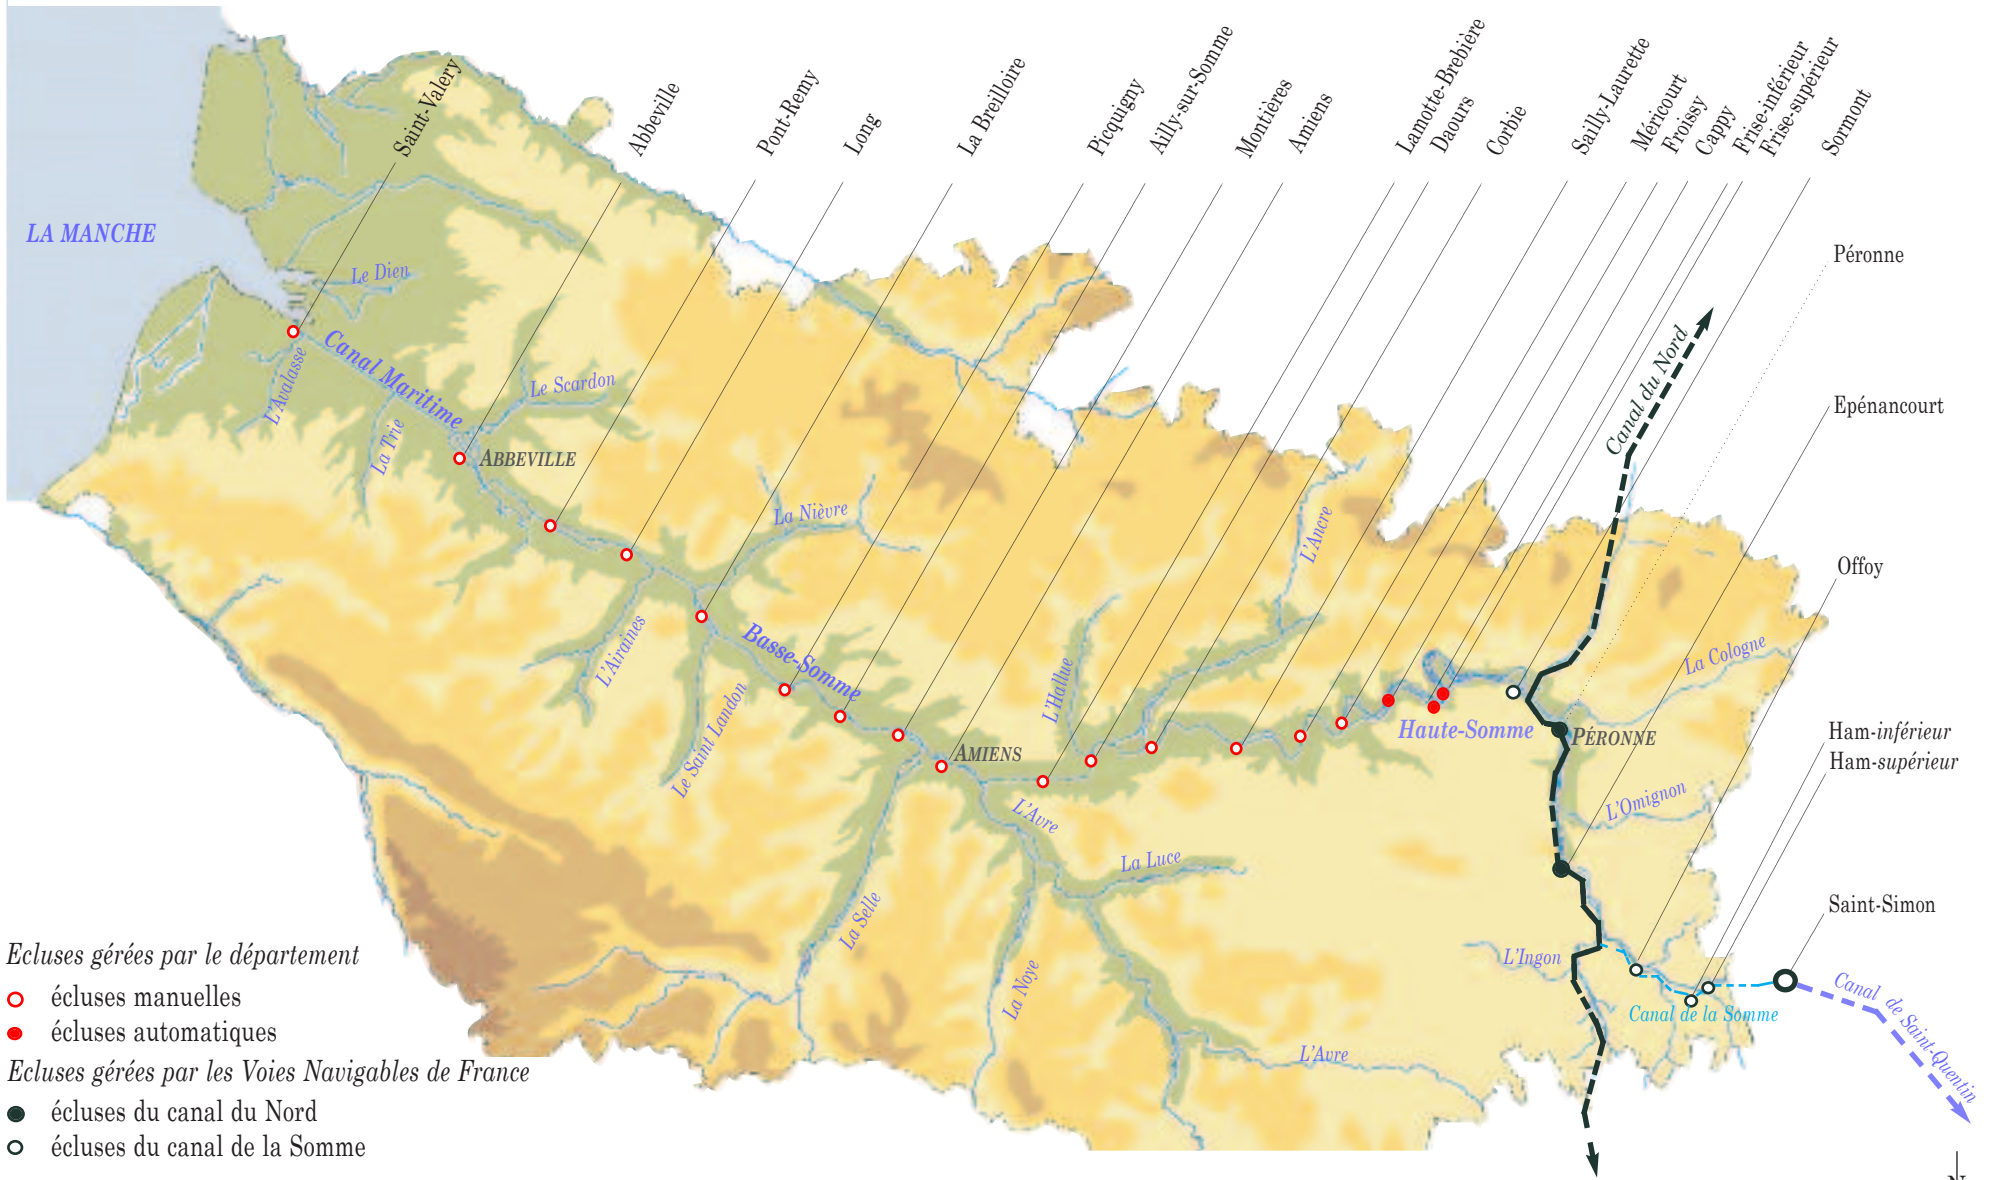 Saint-Valery
Abbeville
Pont-Remy
Long
La Breilloire
Picquigny
Ailly-sur-Somme
Montières
Amiens
Lamotte-Brebière
Daours
Corbie
Sailly-Laurette
Méricourt
Froissy
Cappy
Frise-inférieur
Frise-supérieur
Sormont
Péronne
Epénancourt
Offoy
Ham-inférieur
Ham-supérieur
Saint-Simon
LA MANCHE
Le Dien
Canal Maritime
L'Avalasse
La Trie
Le Scardon
ABBEVILLE
La Nièvre
L'Airaines
Basse-Somme
Le Saint Landon
AMIENS
L'Hallue
L'Ancre
Canal du Nord
La Cologne
Haute-Somme
PÉRONNE
L'Omignon
L'Avre
La Luce
La Selle
La Noye
L'Ingon
L'Avre
Canal de la Somme
Canal de Saint-Quentin
Ecluses gérées par le département
écluses manuelles
écluses automatiques
Ecluses gérées par les Voies Navigables de France
écluses du canal du Nord
écluses du canal de la Somme